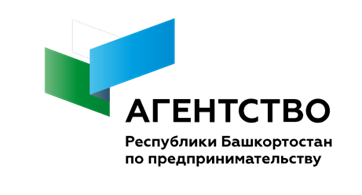 АГЕНТСТВО
Республики Башкортостан
по предпринимательству